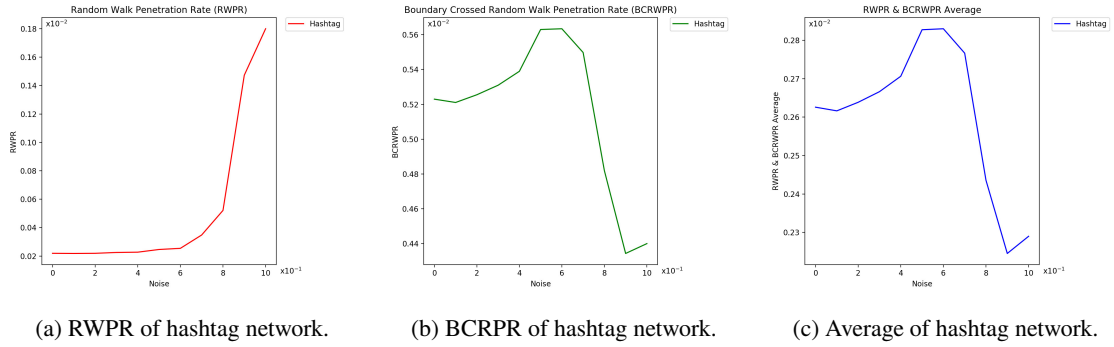 Random Walk Penetration Rate (RWPR)
x10⁻²
Hashtag
0.18
0.16
0.14
0.12
0.10
0.08
0.06
0.04
0.02
RWPR
0 2 4 6 8 10
x10⁻¹
Noise
(a) RWPR of hashtag network.
Boundary Crossed Random Walk Penetration Rate (BCRWPR)
x10⁻²
Hashtag
0.56
0.54
0.52
0.50
0.48
0.46
0.44
BCRWPR
0 2 4 6 8 10
x10⁻¹
Noise
(b) BCRPR of hashtag network.
RWPR & BCRWPR Average
x10⁻²
Hashtag
0.28
0.27
0.26
0.24
0.23
0.22
RWPR & BCRWPR Average
0 2 4 6 8 10
x10⁻¹
Noise
(c) Average of hashtag network.